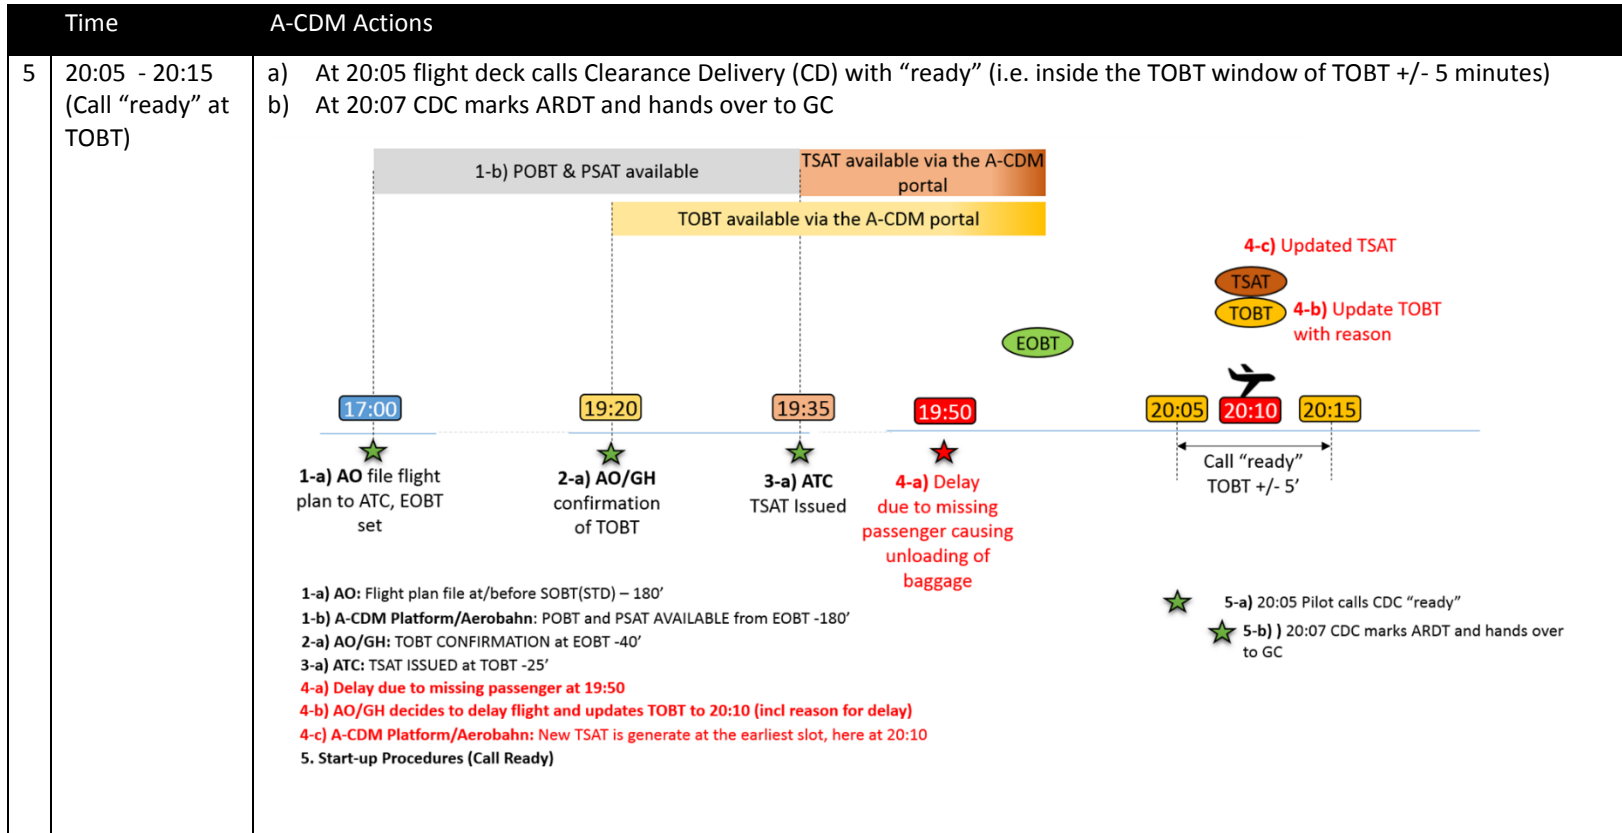 Time
A-CDM Actions
5
20:05 - 20:15
(Call “ready” at
TOBT)
a) At 20:05 flight deck calls Clearance Delivery (CD) with “ready” (i.e. inside the TOBT window of TOBT +/- 5 minutes)
b) At 20:07 CDC marks ARDT and hands over to GC
1-b) POBT & PSAT available
TSAT available via the A-CDM
portal
TOBT available via the A-CDM portal
4-c) Updated TSAT
TSAT
TOBT
4-b) Update TOBT
with reason
EOBT
17:00
19:20
19:35
19:50
20:05
20:10
20:15
1-a) AO file flight
plan to ATC, EOBT
set
2-a) AO/GH
confirmation
of TOBT
3-a) ATC
TSAT Issued
4-a) Delay
due to missing
passenger causing
unloading of
baggage
Call “ready”
TOBT +/- 5’
1-a) AO: Flight plan file at/before SOBT(STD) – 180’
1-b) A-CDM Platform/Aerobahn: POBT and PSAT AVAILABLE from EOBT -180’
2-a) AO/GH: TOBT CONFIRMATION at EOBT -40’
3-a) ATC: TSAT ISSUED at TOBT -25’
4-a) Delay due to missing passenger at 19:50
4-b) AO/GH decides to delay flight and updates TOBT to 20:10 (incl reason for delay)
4-c) A-CDM Platform/Aerobahn: New TSAT is generate at the earliest slot, here at 20:10
5. Start-up Procedures (Call Ready)
5-a) 20:05 Pilot calls CDC “ready”
5-b) ) 20:07 CDC marks ARDT and hands over
to GC